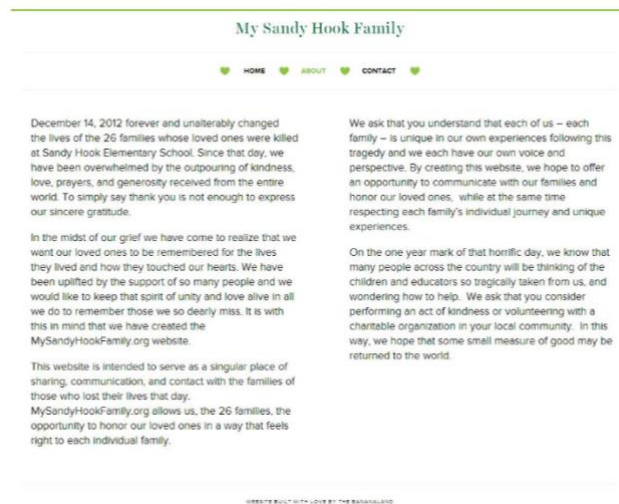 My Sandy Hook Family
HOME ABOUT CONTACT
December 14, 2012 forever and unalterably changed
the lives of the 26 families whose loved ones were killed
at Sandy Hook Elementary School. Since that day, we
have been overwhelmed by the outpouring of kindness,
love, prayers, and generosity received from the entire
world. To simply say thank you is not enough to express
our sincere gratitude.
In the midst of our grief we have come to realize that we
want our loved ones to be remembered for the lives
they lived and how they touched our hearts. We have
been uplifted by the support of so many people and we
would like to keep that spirit of unity and love alive in all
we do to remember those we so dearly miss. It is with
this in mind that we have created the
MySandyHookFamily.org website.
This website is intended to serve as a singular place of
sharing, communication, and contact with the families of
those who lost their lives that day.
MySandyHookFamily.org allows us, the 26 families, the
opportunity to honor our loved ones in a way that feels
right to each individual family.
We ask that you understand that each of us – each
family – is unique in our own experiences following this
tragedy and we each have our own voice and
perspective. By creating this website, we hope to offer
an opportunity to communicate with our families and
honor our loved ones, while at the same time
respecting each family's individual journey and unique
experiences.
On the one year mark of that horrific day, we know that
many people across the country will be thinking of the
children and educators so tragically taken from us, and
wondering how to help. We ask that you consider
performing an act of kindness or volunteering with a
charitable organization in your local community. In this
way, we hope that some small measure of good may be
returned to the world.
WEBSITE BUILT WITH LOVE BY THE BANANALAND